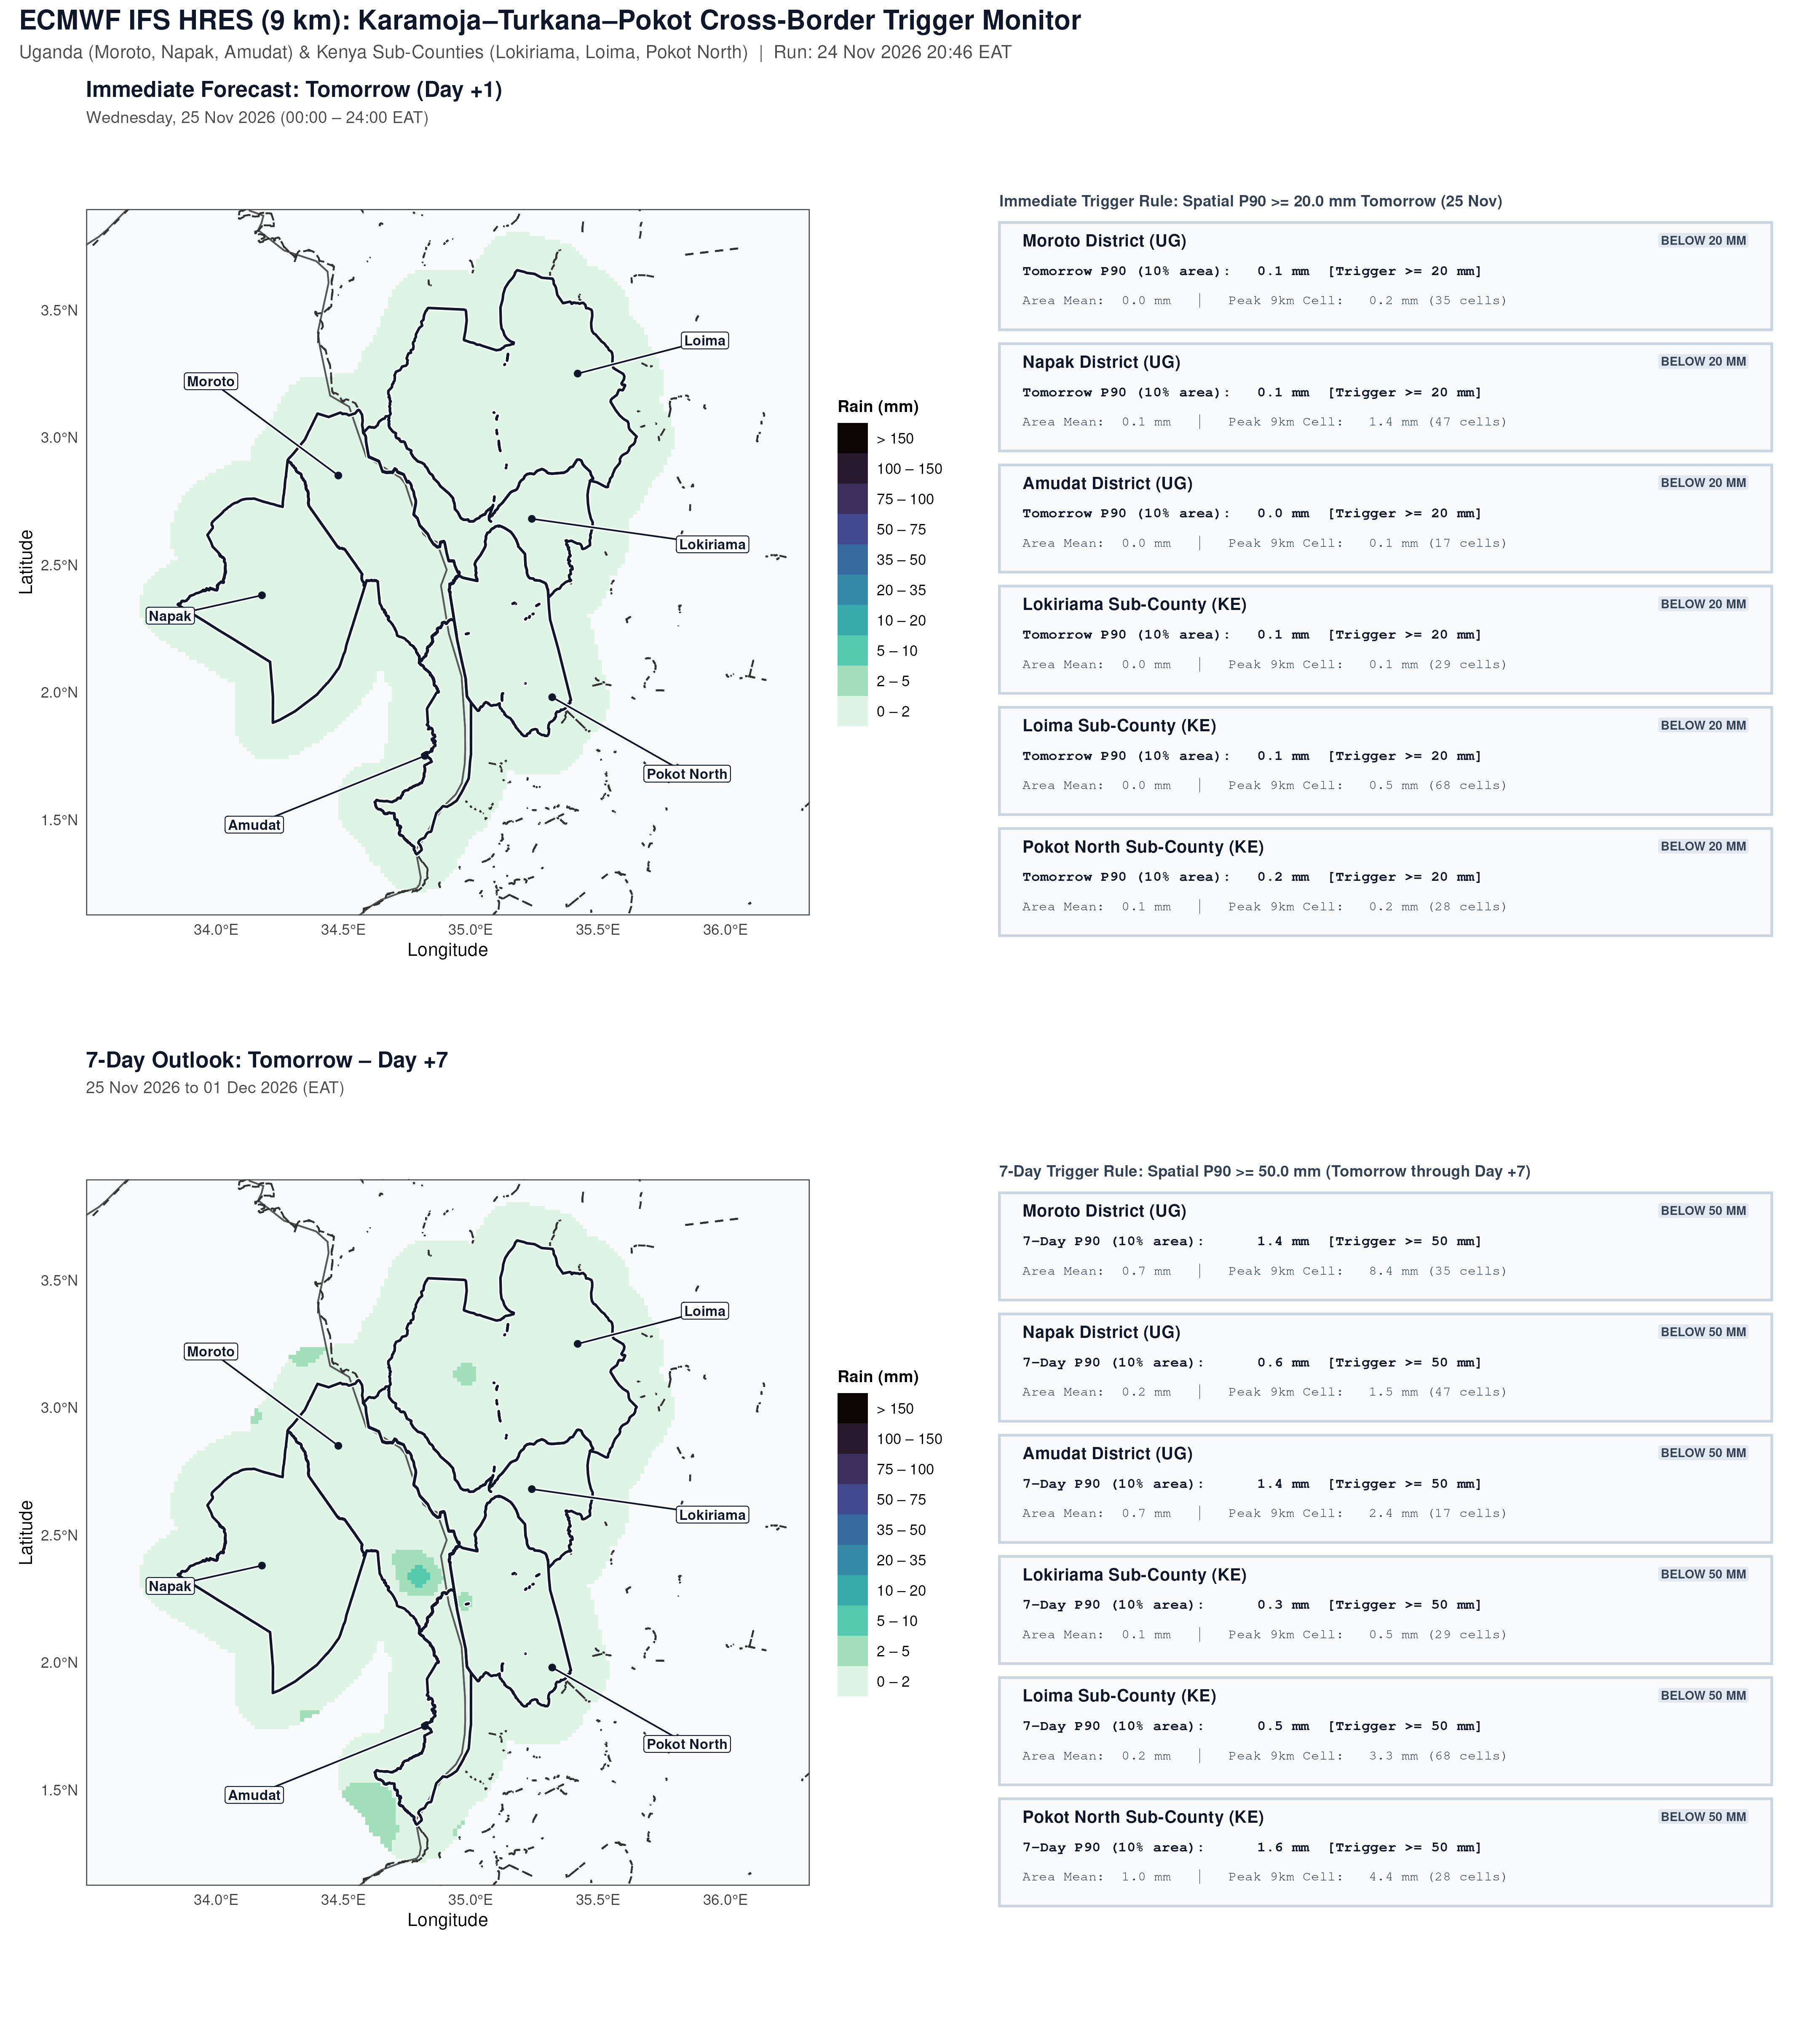 ECMWF IFS HRES (9 km): Karamoja–Turkana–Pokot Cross-Border Trigger Monitor
Uganda (Moroto, Napak, Amudat) & Kenya Sub-Counties (Lokiriama, Loima, Pokot North) | Run: 24 Nov 2026 20:46 EAT
Immediate Forecast: Tomorrow (Day +1)
Wednesday, 25 Nov 2026 (00:00 – 24:00 EAT)
Latitude
3.5°N
3.0°N
2.5°N
2.0°N
1.5°N
Loima
Moroto
Lokiriama
Napak
Pokot North
Amudat
34.0°E
34.5°E
35.0°E
35.5°E
36.0°E
Longitude
Rain (mm)
> 150
100 – 150
75 – 100
50 – 75
35 – 50
20 – 35
10 – 20
5 – 10
2 – 5
0 – 2
Immediate Trigger Rule: Spatial P90 >= 20.0 mm Tomorrow (25 Nov)
Moroto District (UG) BELOW 20 MM
Tomorrow P90 (10% area): 0.1 mm [Trigger >= 20 mm]
Area Mean: 0.0 mm | Peak 9km Cell: 0.2 mm (35 cells)
Napak District (UG) BELOW 20 MM
Tomorrow P90 (10% area): 0.1 mm [Trigger >= 20 mm]
Area Mean: 0.1 mm | Peak 9km Cell: 1.4 mm (47 cells)
Amudat District (UG) BELOW 20 MM
Tomorrow P90 (10% area): 0.0 mm [Trigger >= 20 mm]
Area Mean: 0.0 mm | Peak 9km Cell: 0.1 mm (17 cells)
Lokiriama Sub-County (KE) BELOW 20 MM
Tomorrow P90 (10% area): 0.1 mm [Trigger >= 20 mm]
Area Mean: 0.0 mm | Peak 9km Cell: 0.1 mm (29 cells)
Loima Sub-County (KE) BELOW 20 MM
Tomorrow P90 (10% area): 0.1 mm [Trigger >= 20 mm]
Area Mean: 0.0 mm | Peak 9km Cell: 0.5 mm (68 cells)
Pokot North Sub-County (KE) BELOW 20 MM
Tomorrow P90 (10% area): 0.2 mm [Trigger >= 20 mm]
Area Mean: 0.1 mm | Peak 9km Cell: 0.2 mm (28 cells)
7-Day Outlook: Tomorrow – Day +7
25 Nov 2026 to 01 Dec 2026 (EAT)
Latitude
3.5°N
3.0°N
2.5°N
2.0°N
1.5°N
Loima
Moroto
Lokiriama
Napak
Pokot North
Amudat
34.0°E
34.5°E
35.0°E
35.5°E
36.0°E
Longitude
Rain (mm)
> 150
100 – 150
75 – 100
50 – 75
35 – 50
20 – 35
10 – 20
5 – 10
2 – 5
0 – 2
7-Day Trigger Rule: Spatial P90 >= 50.0 mm (Tomorrow through Day +7)
Moroto District (UG) BELOW 50 MM
7-Day P90 (10% area): 1.4 mm [Trigger >= 50 mm]
Area Mean: 0.7 mm | Peak 9km Cell: 8.4 mm (35 cells)
Napak District (UG) BELOW 50 MM
7-Day P90 (10% area): 0.6 mm [Trigger >= 50 mm]
Area Mean: 0.2 mm | Peak 9km Cell: 1.5 mm (47 cells)
Amudat District (UG) BELOW 50 MM
7-Day P90 (10% area): 1.4 mm [Trigger >= 50 mm]
Area Mean: 0.7 mm | Peak 9km Cell: 2.4 mm (17 cells)
Lokiriama Sub-County (KE) BELOW 50 MM
7-Day P90 (10% area): 0.3 mm [Trigger >= 50 mm]
Area Mean: 0.1 mm | Peak 9km Cell: 0.5 mm (29 cells)
Loima Sub-County (KE) BELOW 50 MM
7-Day P90 (10% area): 0.5 mm [Trigger >= 50 mm]
Area Mean: 0.2 mm | Peak 9km Cell: 3.3 mm (68 cells)
Pokot North Sub-County (KE) BELOW 50 MM
7-Day P90 (10% area): 1.6 mm [Trigger >= 50 mm]
Area Mean: 1.0 mm | Peak 9km Cell: 4.4 mm (28 cells)